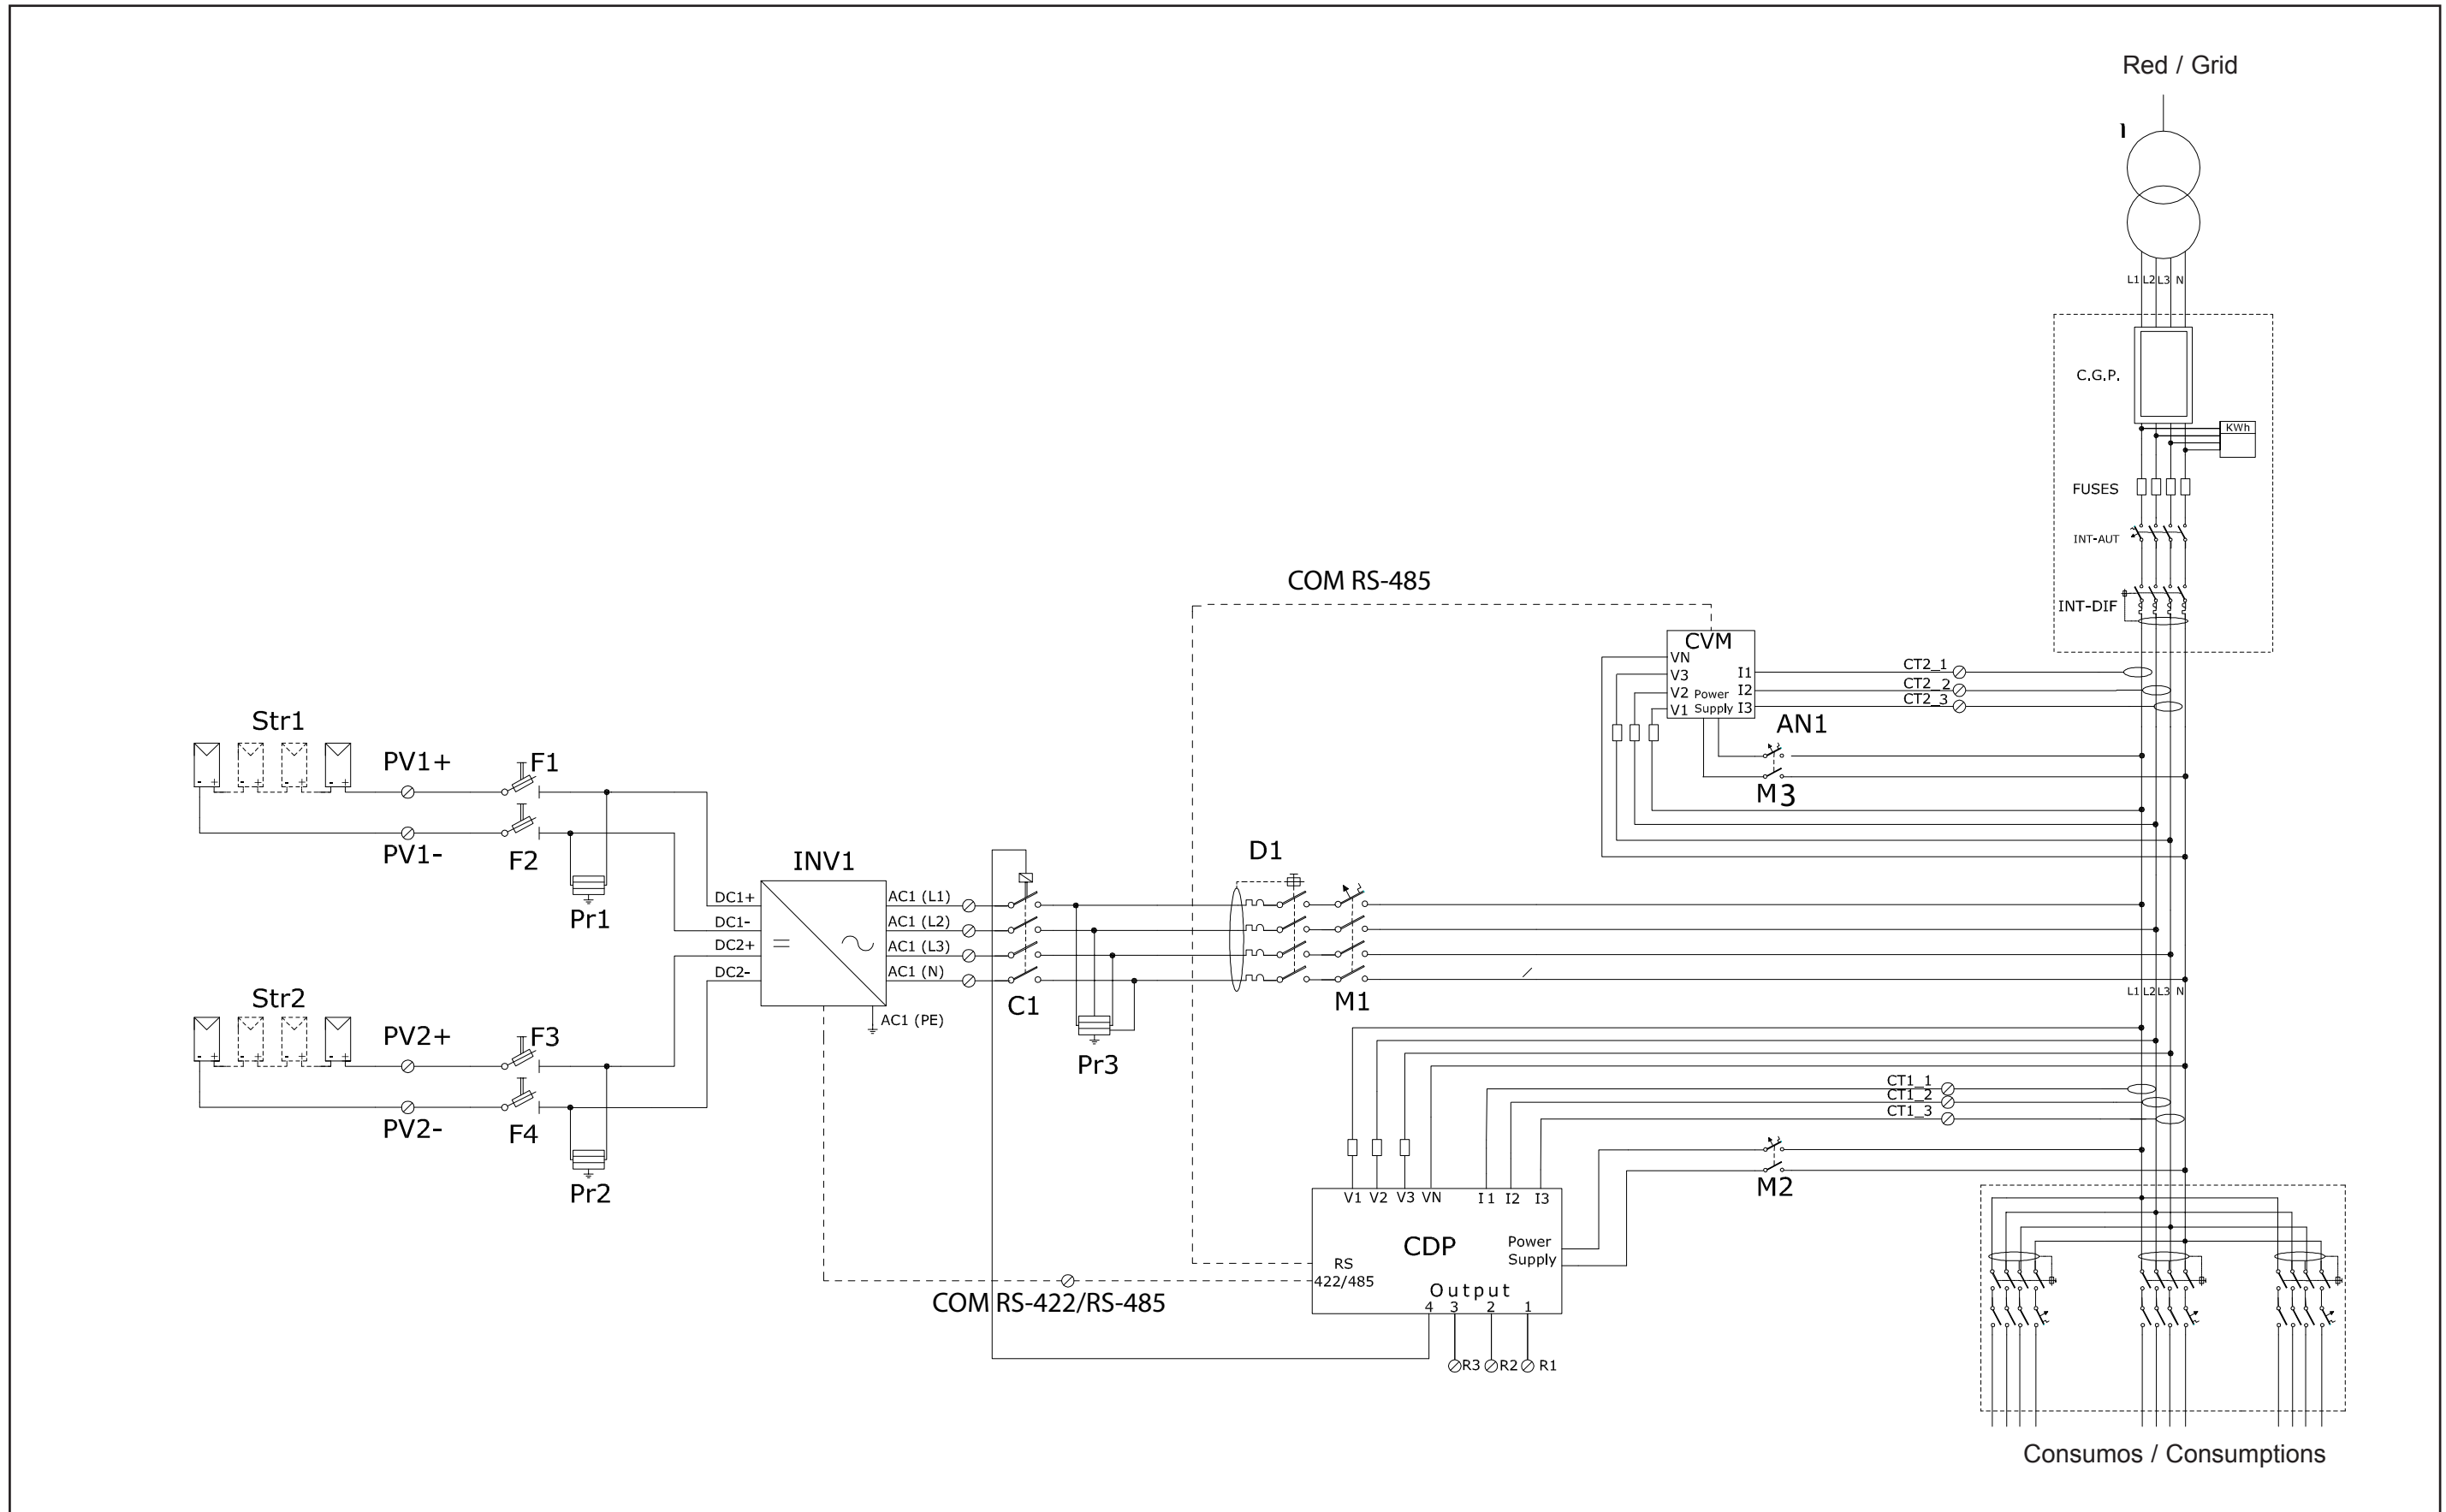 Red / Grid
L1 L2 L3 N
C.G.P.
KWh
FUSES
INT-AUT
INT-DIF
COM RS-485
CVM
VN
V3
V2
V1
Power
Supply
I1
I2
I3
CT2_1
CT2_2
CT2_3
AN1
M3
Str1
- +
- +
- +
- +
PV1+
PV1-
F1
F2
Pr1
INV1
DC1+
DC1-
DC2+
DC2-
AC1 (L1)
AC1 (L2)
AC1 (L3)
AC1 (N)
AC1 (PE)
C1
Pr3
D1
M1
L1 L2 L3 N
Str2
- +
- +
- +
- +
PV2+
PV2-
F3
F4
Pr2
CT1_1
CT1_2
CT1_3
M2
V1 V2 V3 VN I1 I2 I3
CDP
Power
Supply
RS
422/485
Output
4 3 2 1
R3 R2 R1
COM RS-422/RS-485
Consumos / Consumptions